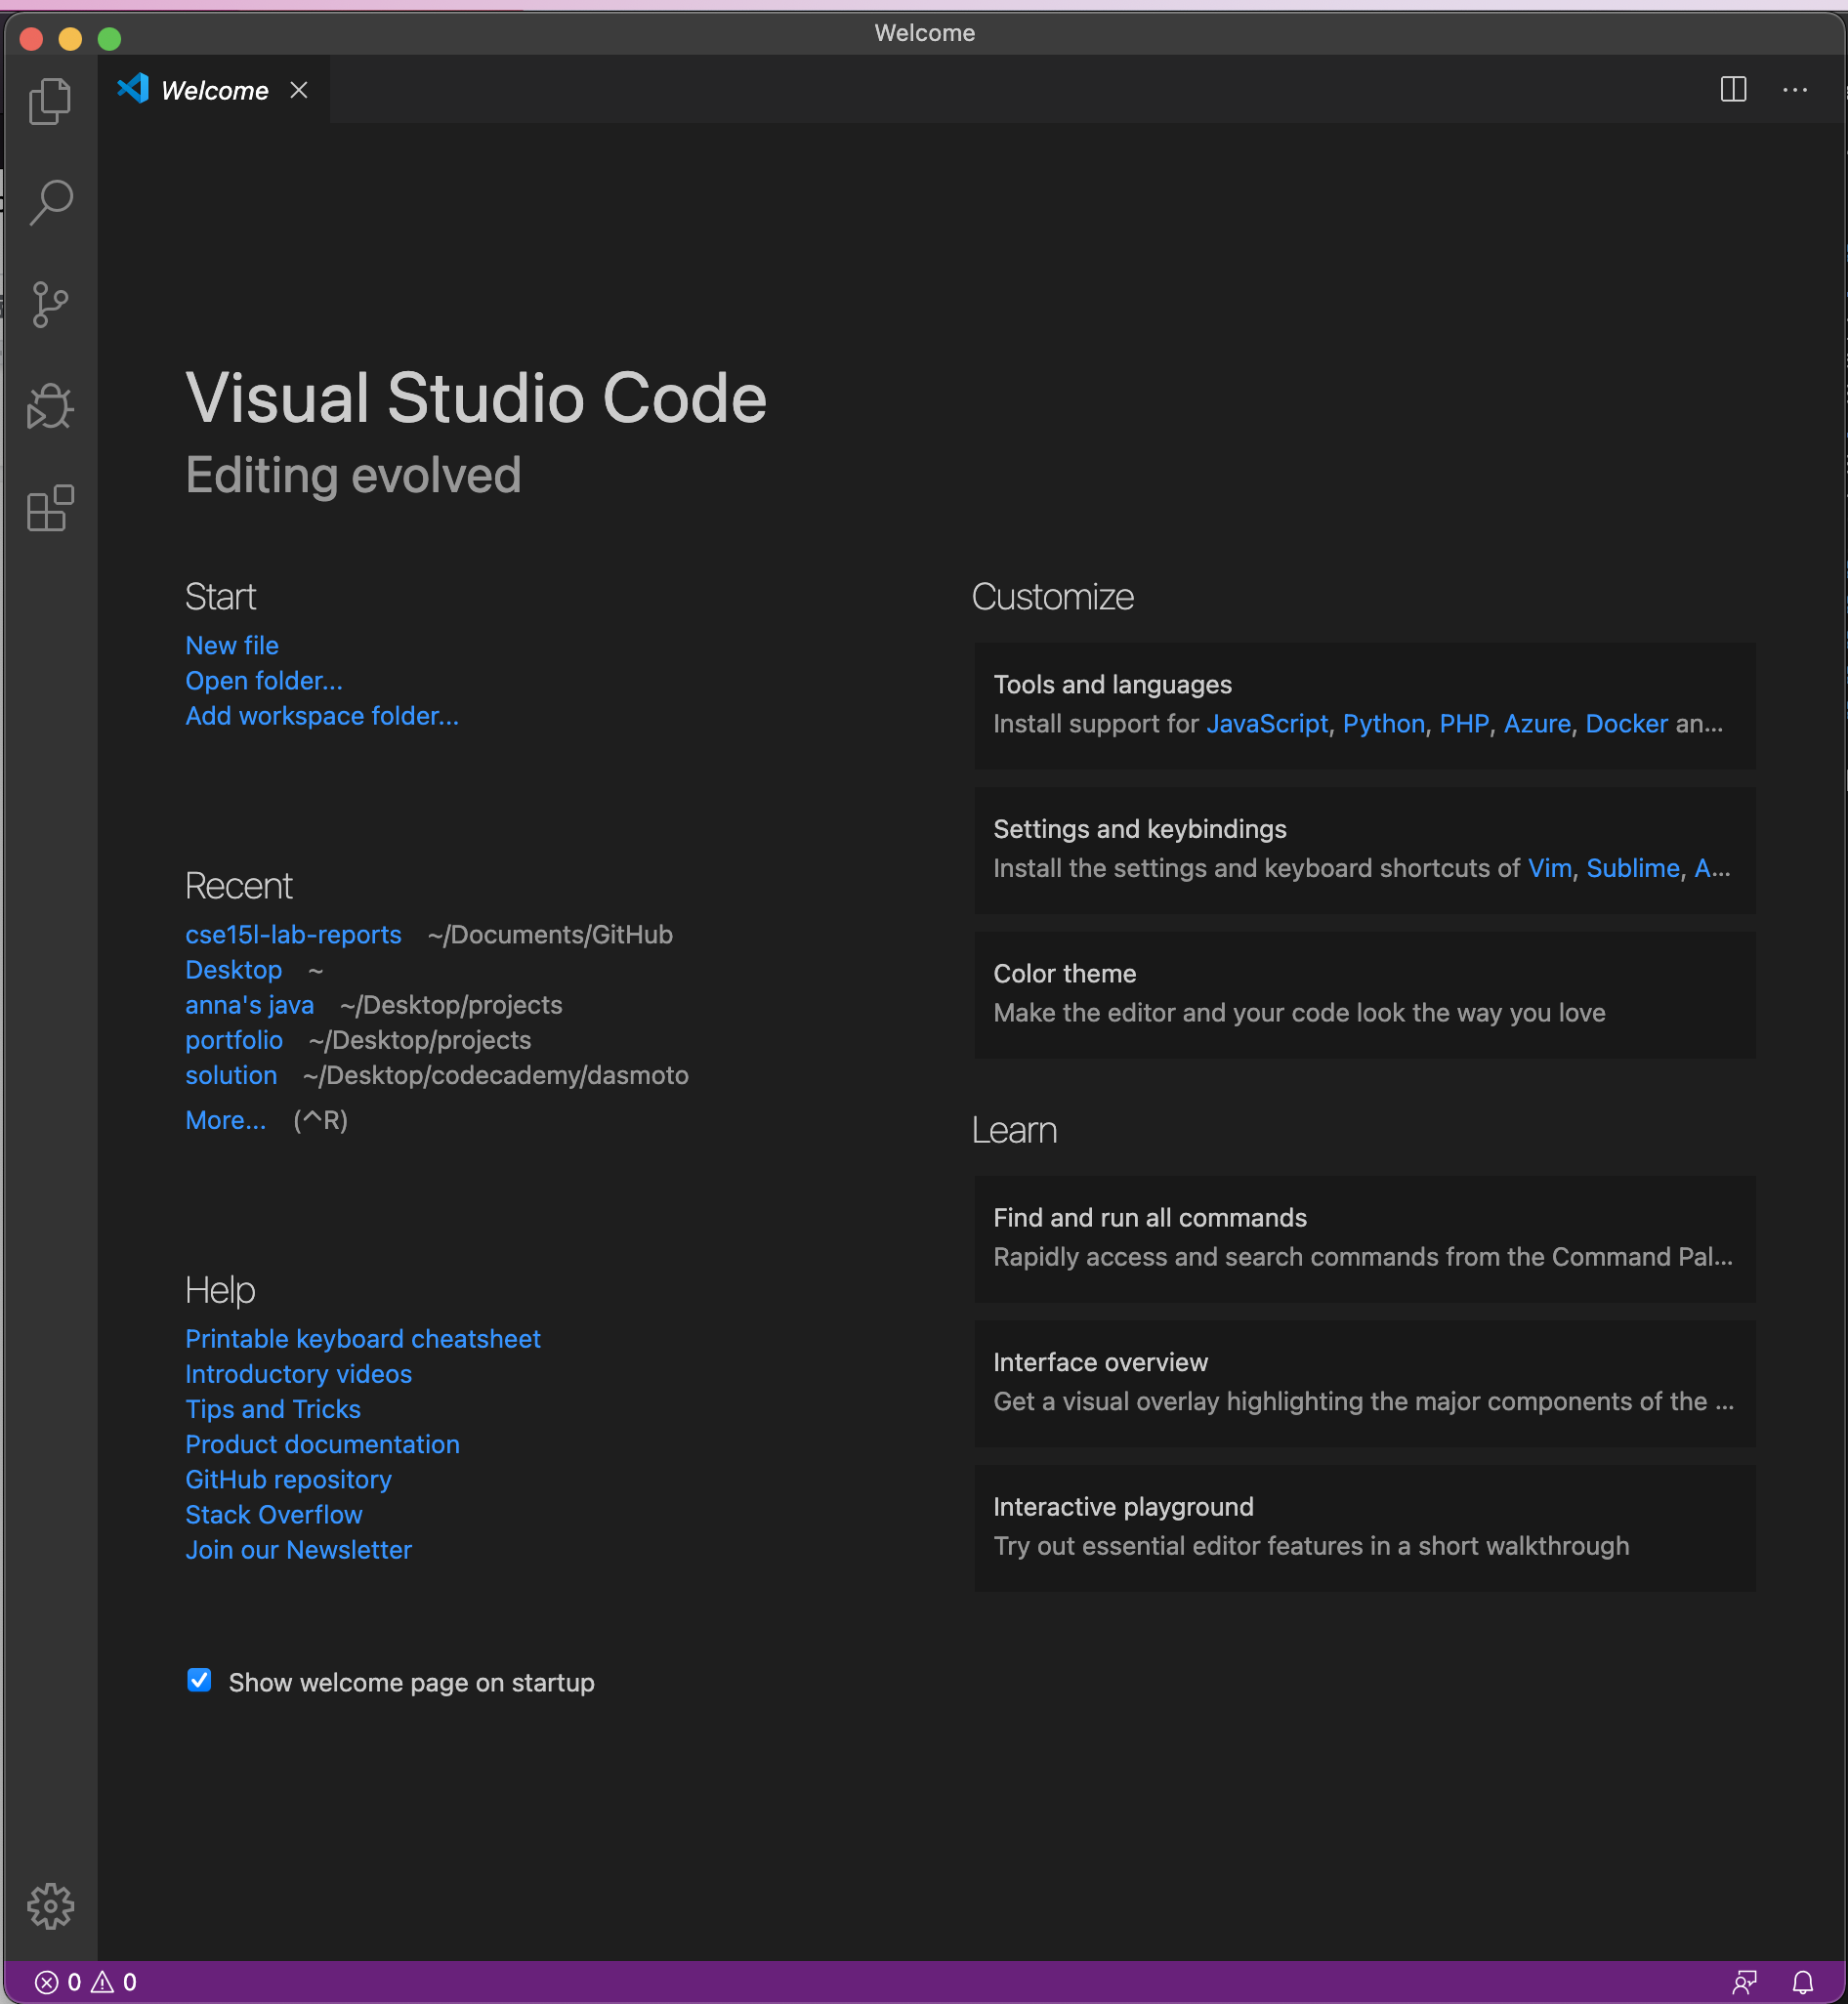 Welcome
Welcome
Visual Studio Code
Editing evolved
Start
New file
Open folder...
Add workspace folder...
Recent
cse15l-lab-reports ~/Documents/GitHub
Desktop ~
anna's java ~/Desktop/projects
portfolio ~/Desktop/projects
solution ~/Desktop/codecademy/dasmoto
More... (^R)
Help
Printable keyboard cheatsheet
Introductory videos
Tips and Tricks
Product documentation
GitHub repository
Stack Overflow
Join our Newsletter
Show welcome page on startup
Customize
Tools and languages
Install support for JavaScript, Python, PHP, Azure, Docker an...
Settings and keybindings
Install the settings and keyboard shortcuts of Vim, Sublime, A...
Color theme
Make the editor and your code look the way you love
Learn
Find and run all commands
Rapidly access and search commands from the Command Pal...
Interface overview
Get a visual overlay highlighting the major components of the ...
Interactive playground
Try out essential editor features in a short walkthrough
0 0